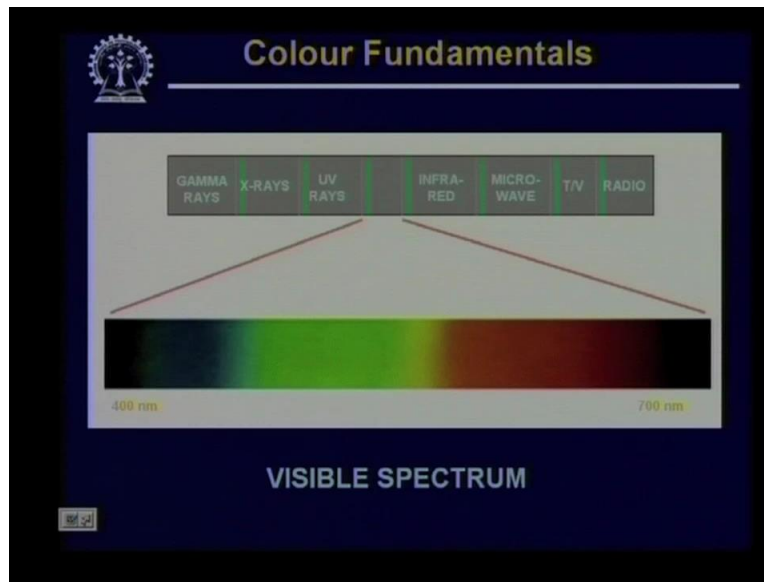 Colour Fundamentals
GAMMA RAYS
X-RAYS
UV RAYS
INFRA-RED
MICRO-WAVE
T/V
RADIO
400 nm
700 nm
VISIBLE SPECTRUM